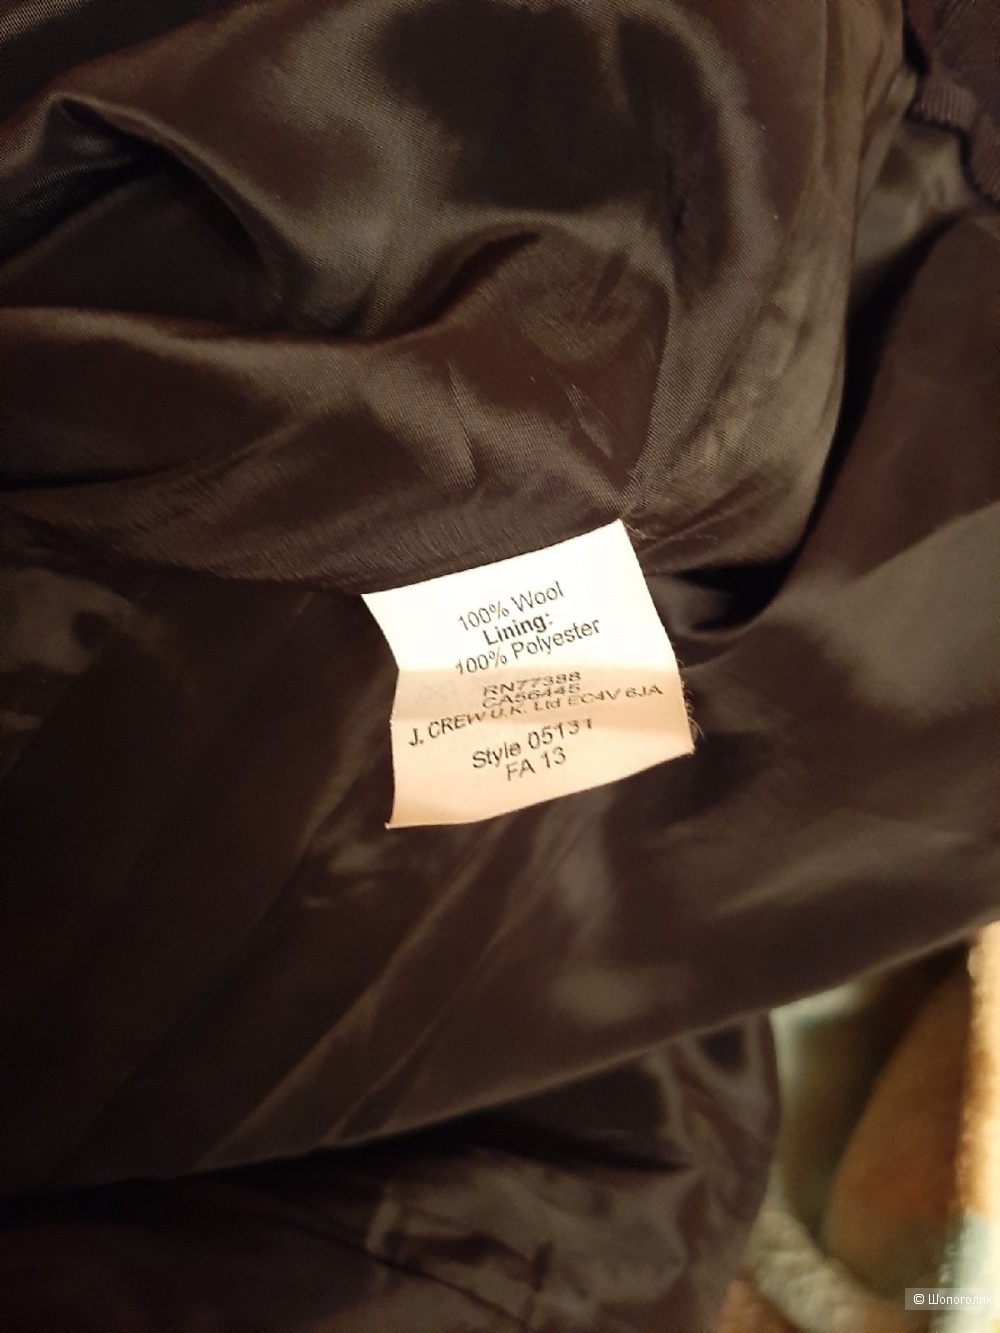 100% Wool
Lining:
100% Polyester
RN77388
CA56445
J. CREW U.K. Ltd EC4V 6JA
Style 05131
FA 13
© Шопоголик